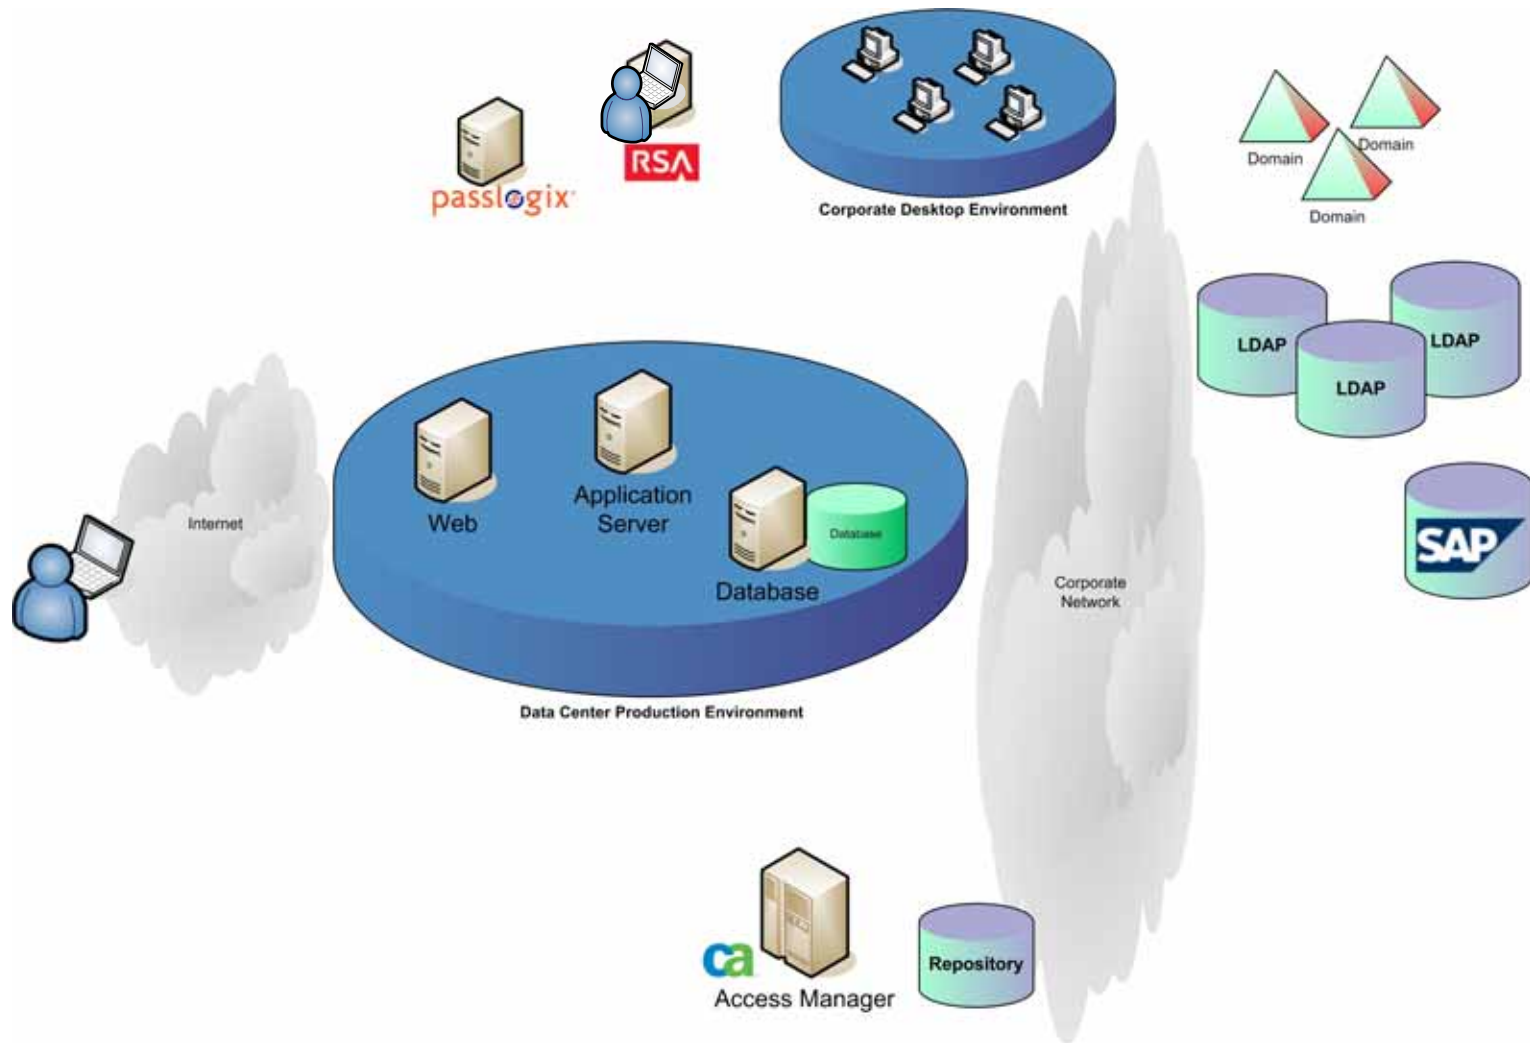 passlogix
RSA
Corporate Desktop Environment
Domain
Domain
Domain
LDAP
LDAP
LDAP
SAP
Internet
Web
Application
Server
Database
Database
Data Center Production Environment
Corporate
Network
ca
Access Manager
Repository